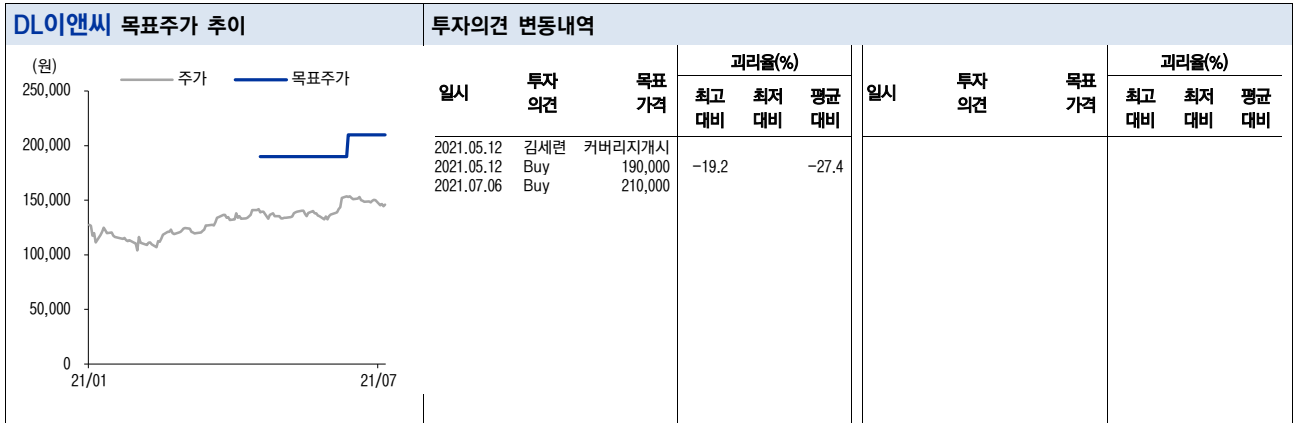 DL이앤씨 목표주가 추이
투자의견 변동내역
(원)
주가
목표주가
250,000
200,000
150,000
100,000
50,000
0
21/01
21/07
일시
투자
의견
목표
가격
괴리율(%)
최고
대비
최저
대비
평균
대비
일시
투자
의견
목표
가격
괴리율(%)
최고
대비
최저
대비
평균
대비
2021.05.12 김세련 커버리지개시
2021.05.12 Buy 190,000 -19.2 -27.4
2021.07.06 Buy 210,000